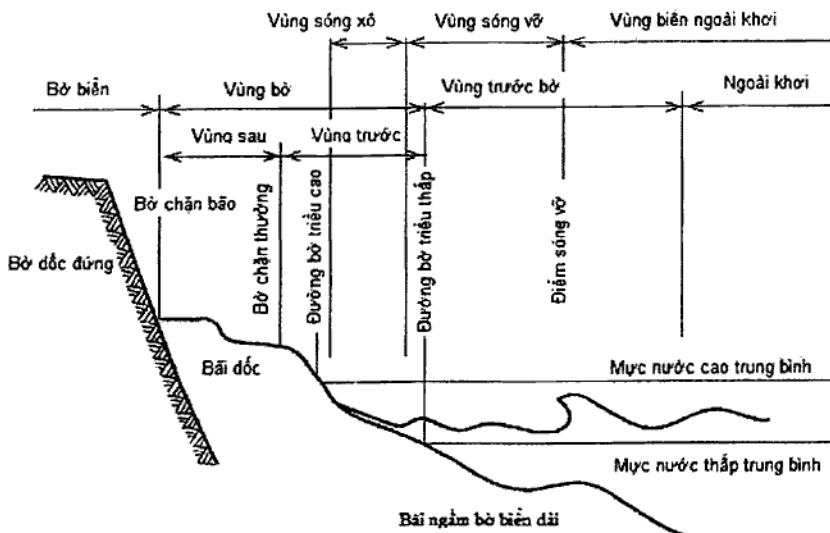 Vùng sóng xô
Vùng sóng vỡ
Vùng biển ngoài khơi
Bờ biển
Vùng bờ
Vùng trước bờ
Ngoài khơi
Vùng sau
Vùng trước
Bờ chặn bão
Bờ chặn thường
Đường bờ triều cao
Đường bờ triều thấp
Điểm sóng vỡ
Bờ dốc đứng
Bãi dốc
Mực nước cao trung bình
Mực nước thấp trung bình
Bãi ngầm bờ biển dài